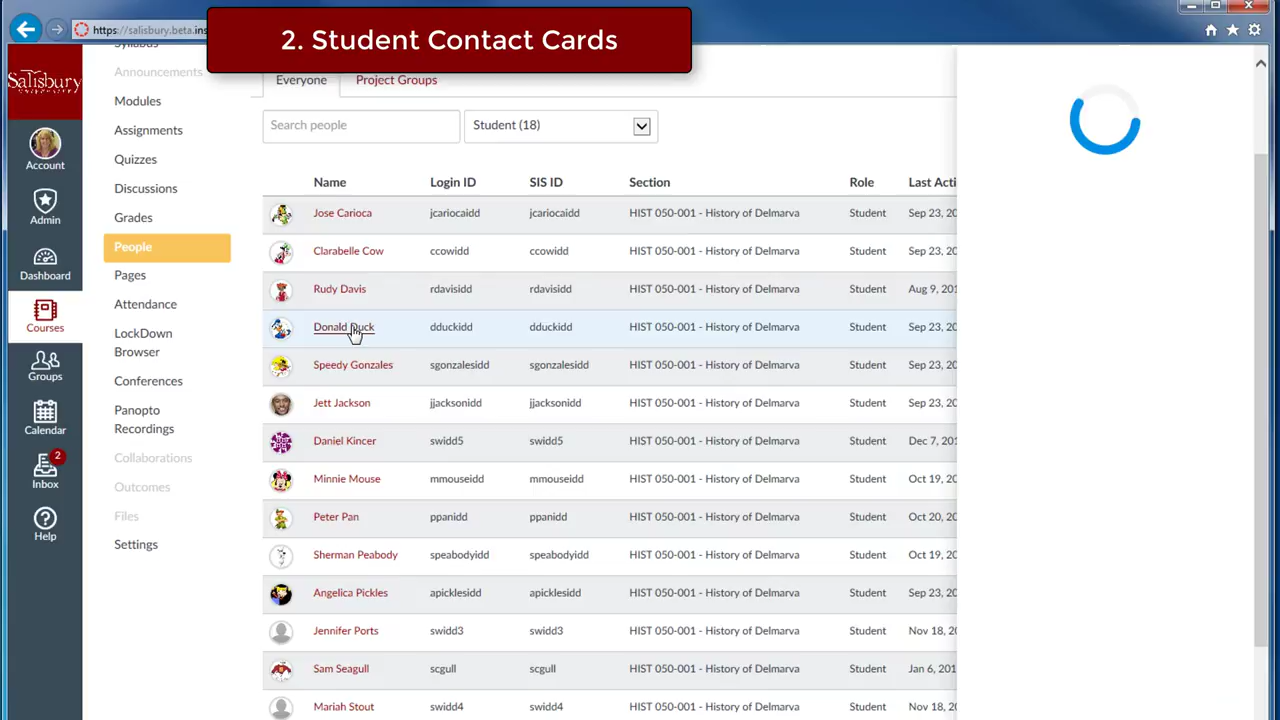 2. Student Contact Cards
https://salisbury.beta.ins
Salisbury
UNIVERSITY
Account
Admin
Dashboard
Courses
Groups
Calendar
2
Inbox
Help
Syllabus
Announcements
Modules
Assignments
Quizzes
Discussions
Grades
People
Pages
Attendance
LockDown
Browser
Conferences
Panopto
Recordings
Collaborations
Outcomes
Files
Settings
Everyone Project Groups
Search people Student (18)
Name Login ID SIS ID Section Role Last Acti
Jose Carioca jcariocaidd jcariocaidd HIST 050-001 - History of Delmarva Student Sep 23, 20
Clarabelle Cow ccowidd ccowidd HIST 050-001 - History of Delmarva Student Sep 23, 20
Rudy Davis rdavisidd rdavisidd HIST 050-001 - History of Delmarva Student Aug 9, 201
Donald Duck dduckidd dduckidd HIST 050-001 - History of Delmarva Student Sep 23, 20
Speedy Gonzales sgonzalesidd sgonzalesidd HIST 050-001 - History of Delmarva Student Sep 23, 20
Jett Jackson jjacksonidd jjacksonidd HIST 050-001 - History of Delmarva Student Sep 23, 20
Daniel Kincer swidd5 swidd5 HIST 050-001 - History of Delmarva Student Dec 7, 201
Minnie Mouse mmouseidd mmouseidd HIST 050-001 - History of Delmarva Student Oct 19, 20
Peter Pan ppanidd ppanidd HIST 050-001 - History of Delmarva Student Oct 20, 20
Sherman Peabody speabodyidd speabodyidd HIST 050-001 - History of Delmarva Student Oct 19, 20
Angelica Pickles apicklesidd apicklesidd HIST 050-001 - History of Delmarva Student Sep 23, 20
Jennifer Ports swidd3 swidd3 HIST 050-001 - History of Delmarva Student Nov 18, 20
Sam Seagull scgull scgull HIST 050-001 - History of Delmarva Student Jan 6, 201
Mariah Stout swidd4 swidd4 HIST 050-001 - History of Delmarva Student Nov 18, 20